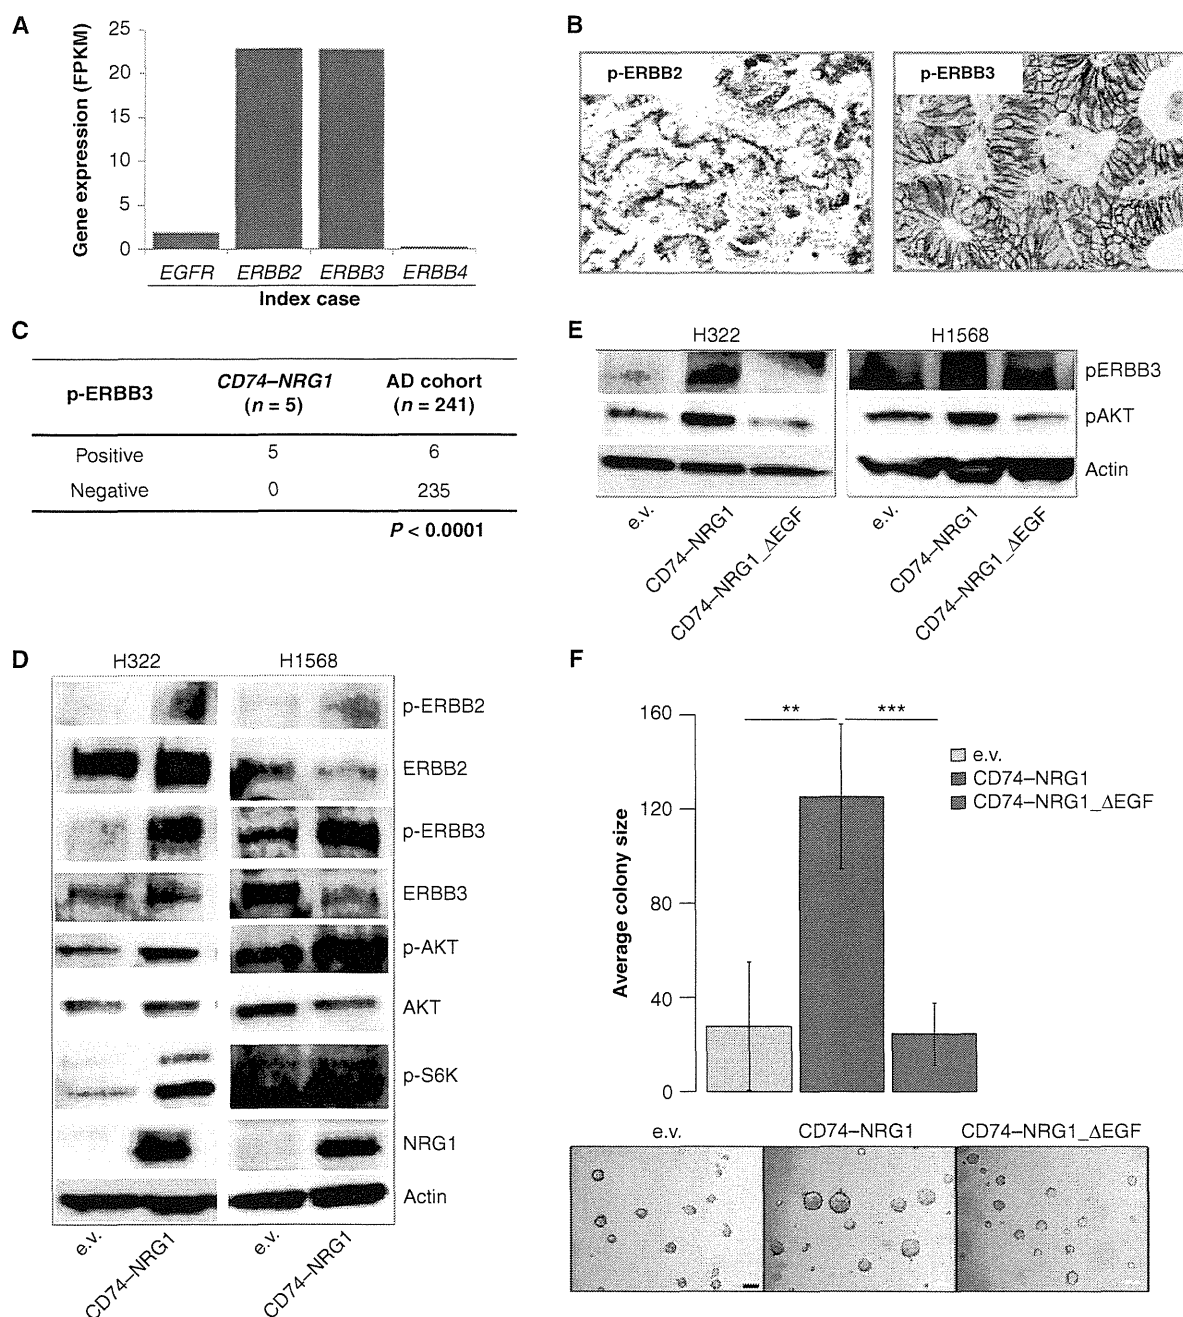 A
Gene expression (FPKM)
25
20
15
10
5
0
EGFR ERBB2 ERBB3 ERBB4
Index case
B
p-ERBB2
p-ERBB3
C
p-ERBB3 CD74–NRG1 (n = 5) AD cohort (n = 241)
Positive 5 6
Negative 0 235
P < 0.0001
E
H322 H1568
pERBB3
pAKT
Actin
e.v. CD74–NRG1 CD74–NRG1_ΔEGF e.v. CD74–NRG1 CD74–NRG1_ΔEGF
D
H322 H1568
p-ERBB2
ERBB2
p-ERBB3
ERBB3
p-AKT
AKT
p-S6K
NRG1
Actin
e.v. CD74–NRG1 e.v. CD74–NRG1
F
Average colony size
160
120
80
40
0
** ***
e.v.
CD74–NRG1
CD74–NRG1_ΔEGF
e.v. CD74–NRG1 CD74–NRG1_ΔEGF